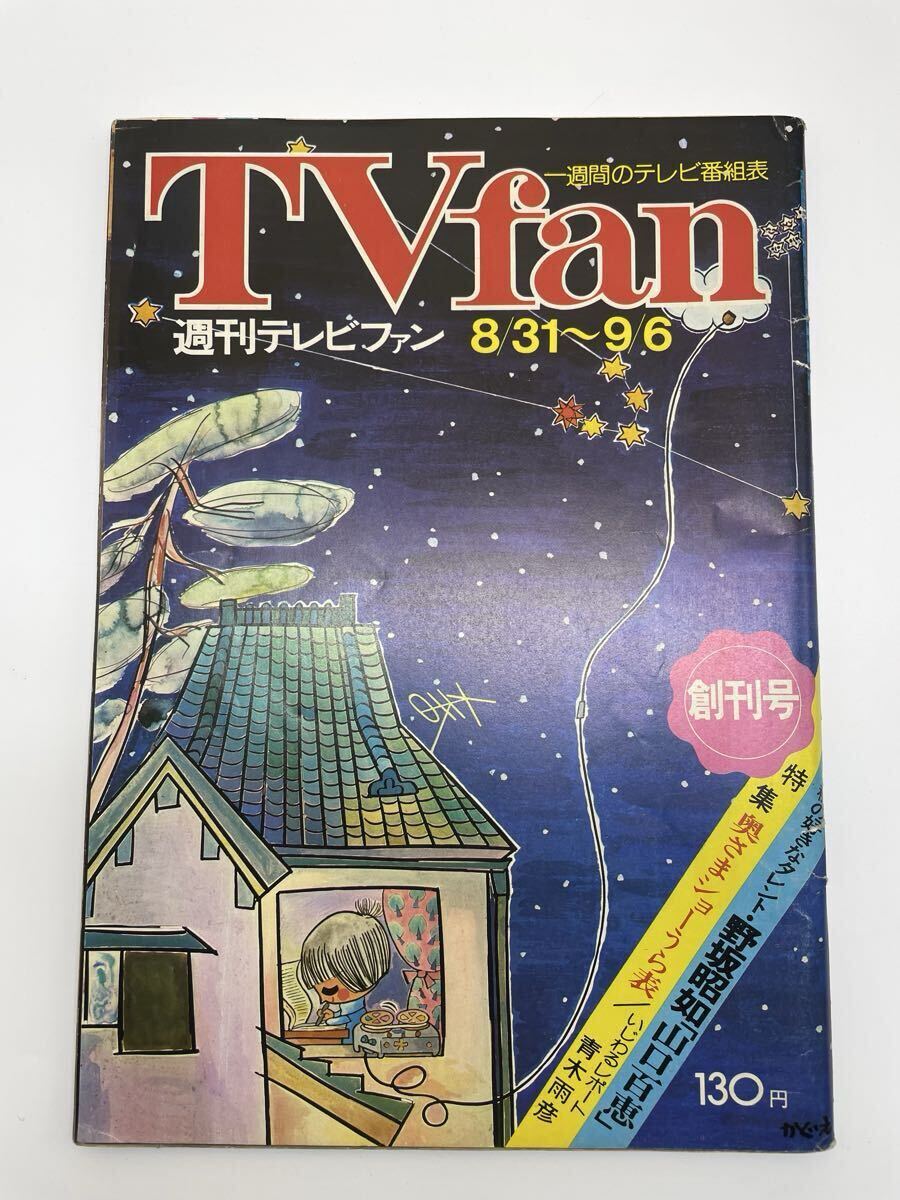 一週間のテレビ番組表
TVfan
週刊テレビファン 8/31〜9/6
創刊号
特集 奥さまショーうら表/いじわるレポート 青木雨彦
の好きなタレント・野坂昭如「山口百恵」
130円